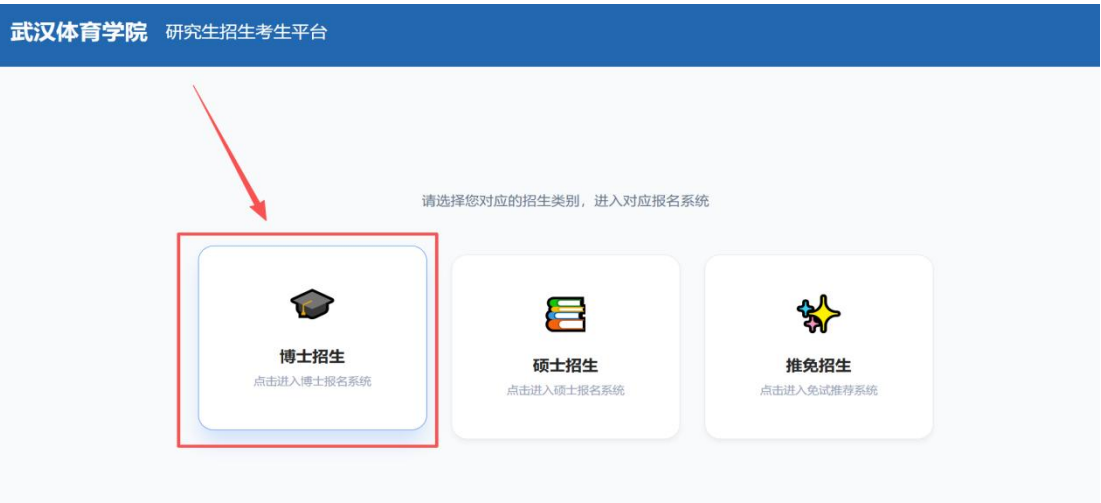 武汉体育学院 研究生招生考生平台
请选择您对应的招生类别，进入对应报名系统
博士招生
点击进入博士报名系统
硕士招生
点击进入硕士报名系统
推免招生
点击进入免试推荐系统